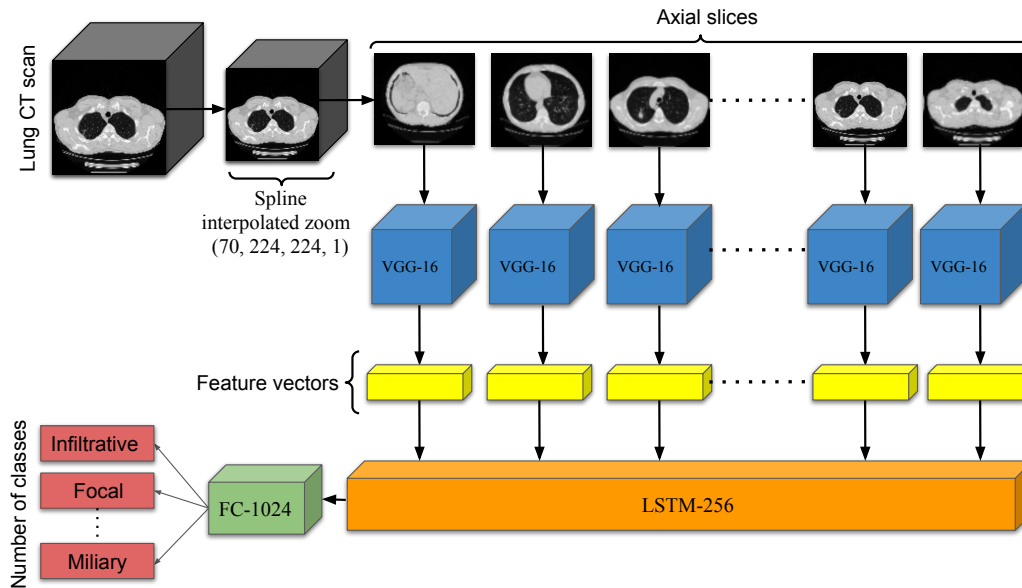 Axial slices
Lung CT scan
Spline
interpolated zoom
(70, 224, 224, 1)
VGG-16
VGG-16
VGG-16
VGG-16
VGG-16
Feature vectors
Number of classes
Infiltrative
Focal
Miliary
FC-1024
LSTM-256